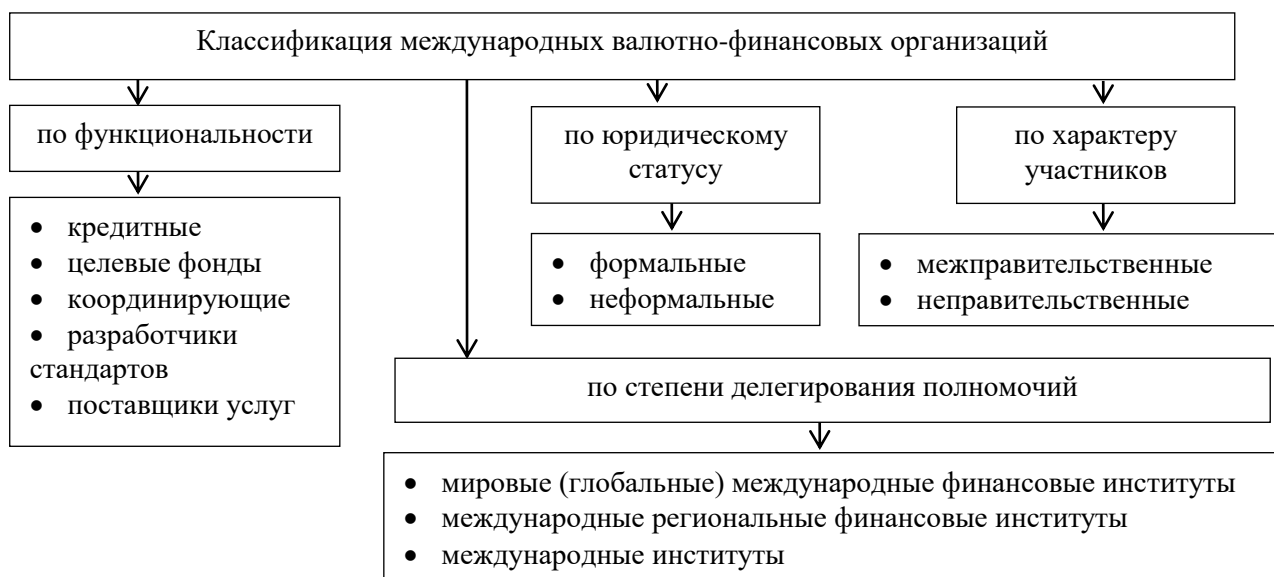 Классификация международных валютно-финансовых организаций
по функциональности
• кредитные
• целевые фонды
• координирующие
• разработчики
стандартов
• поставщики услуг
по юридическому
статусу
• формальные
• неформальные
по характеру
участников
• межправительственные
• неправительственные
по степени делегирования полномочий
• мировые (глобальные) международные финансовые институты
• международные региональные финансовые институты
• международные институты